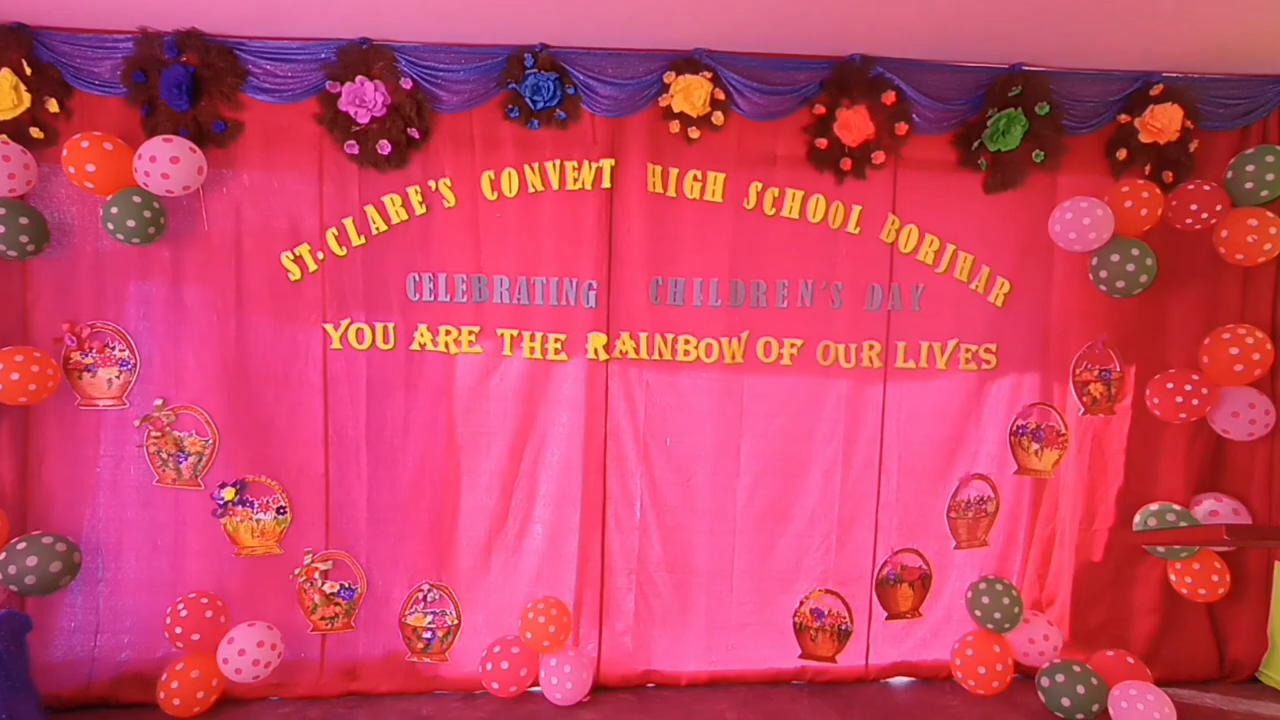 ST. CLARE'S CONVENT HIGH SCHOOL BORJHAR
CELEBRATING CHILDREN'S DAY
YOU ARE THE RAINBOW OF OUR LIVES